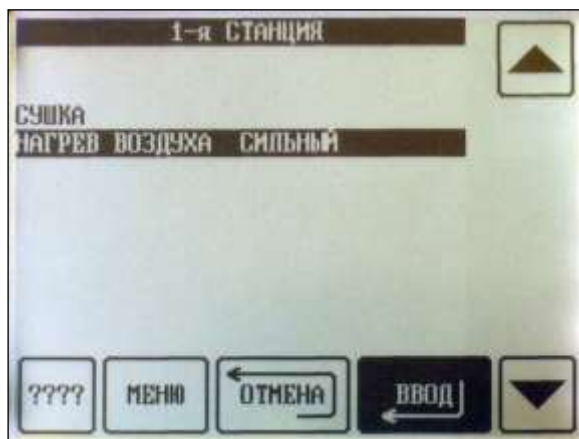 1-я СТАНЦИЯ
СУШКА
НАГРЕВ ВОЗДУХА СИЛЬНЫЙ
????
МЕНЮ
ОТМЕНА
ВВОД